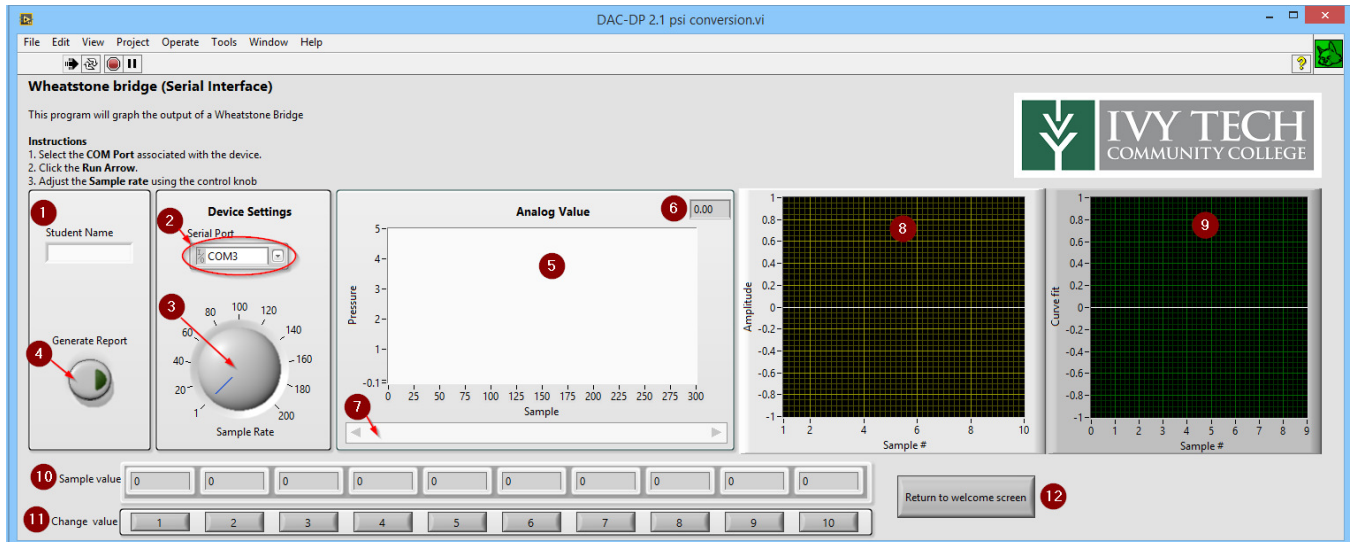 DAC-DP 2.1 psi conversion.vi
File Edit View Project Operate Tools Window Help
Wheatstone bridge (Serial Interface)
This program will graph the output of a Wheatstone Bridge
Instructions
1. Select the COM Port associated with the device.
2. Click the Run Arrow.
3. Adjust the Sample rate using the control knob
IVY TECH
COMMUNITY COLLEGE
1
Student Name
4
Generate Report
Device Settings
2
Serial Port
COM3
3
1 20 40 60 80 100 120 140 160 180 200
Sample Rate
Analog Value
6
0.00
5
Pressure
5
4
3
2
1
-0.1
0 25 50 75 100 125 150 175 200 225 250 275 300
Sample
7
8
Amplitude
1
0.8
0.6
0.4
0.2
0
-0.2
-0.4
-0.6
-0.8
-1
1 2 4 6 8 10
Sample #
9
Curve fit
1
0.8
0.6
0.4
0.2
0
-0.2
-0.4
-0.6
-0.8
-1
0 1 2 3 4 5 6 7 8 9
Sample #
10 Sample value 0 0 0 0 0 0 0 0 0 0
11 Change value 1 2 3 4 5 6 7 8 9 10
Return to welcome screen 12